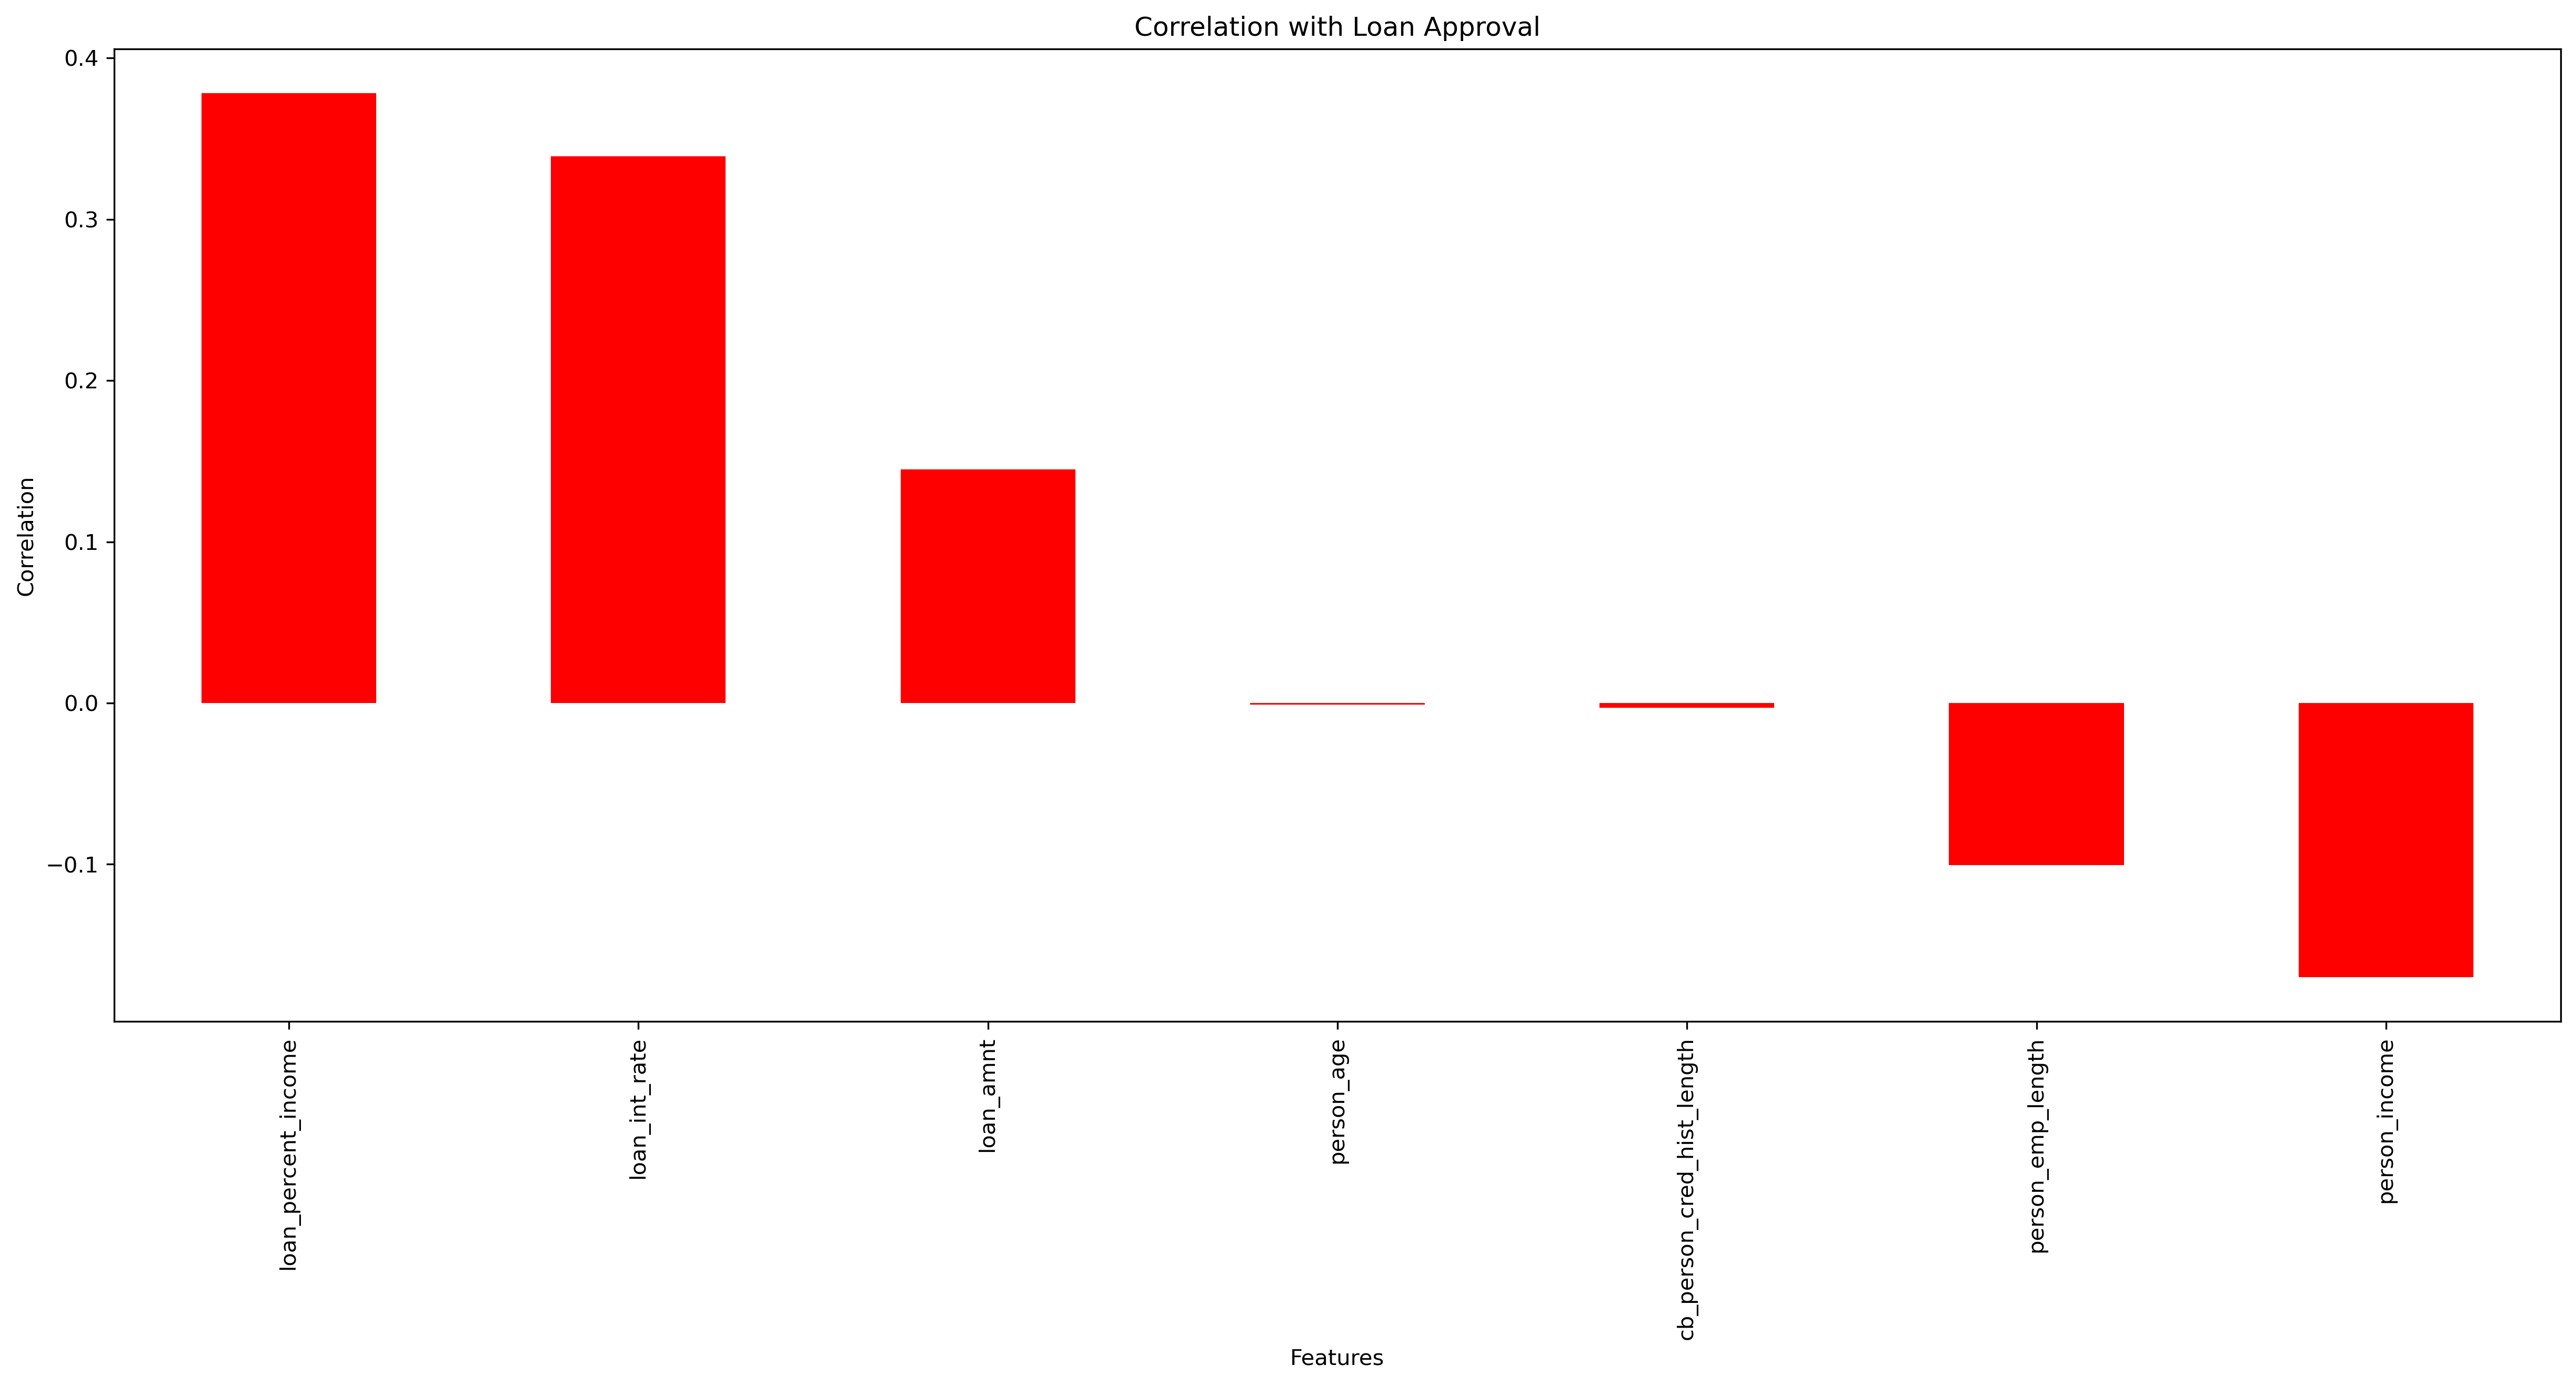 Correlation with Loan Approval
0.4
0.3
0.2
0.1
0.0
−0.1
Correlation
loan_percent_income
loan_int_rate
loan_amnt
person_age
cb_person_cred_hist_length
person_emp_length
person_income
Features